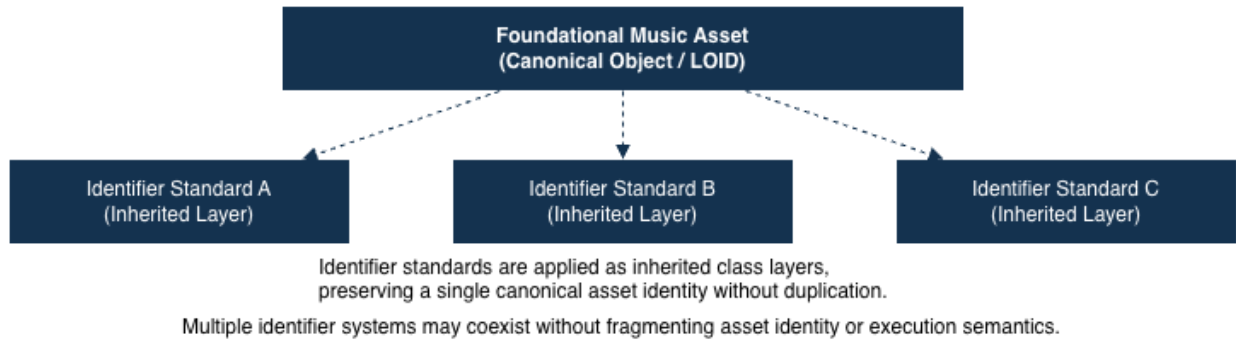 Foundational Music Asset
(Canonical Object / LOID)
Identifier Standard A
(Inherited Layer)
Identifier Standard B
(Inherited Layer)
Identifier Standard C
(Inherited Layer)
Identifier standards are applied as inherited class layers,
preserving a single canonical asset identity without duplication.
Multiple identifier systems may coexist without fragmenting asset identity or execution semantics.